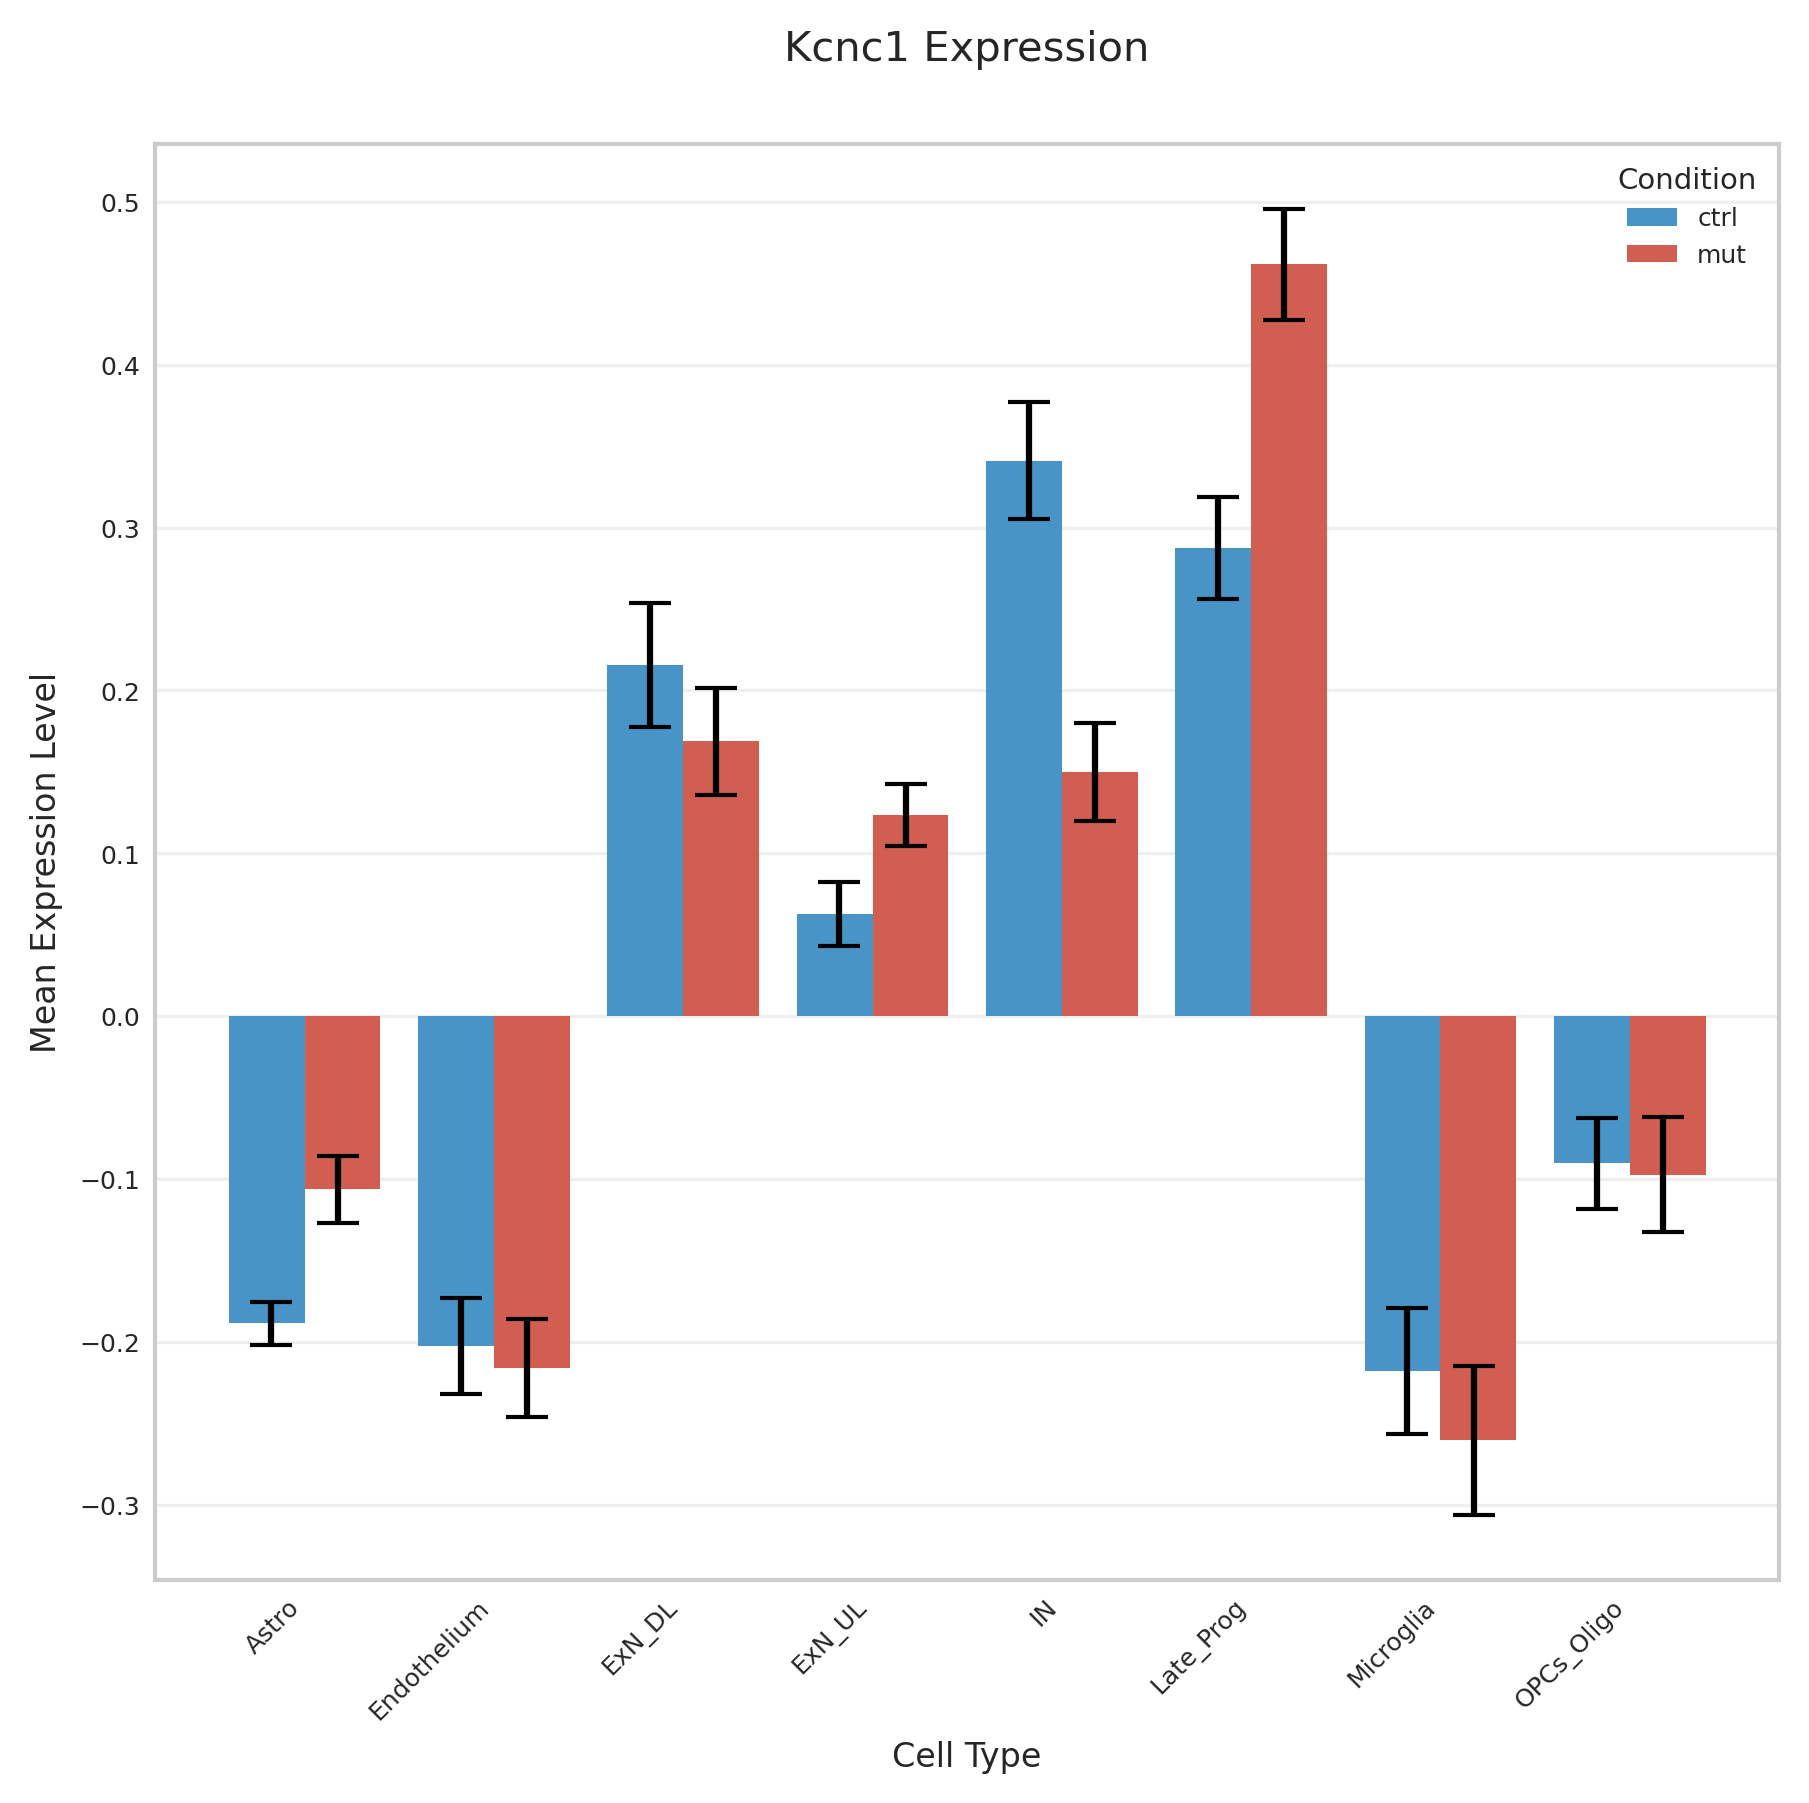 Kcnc1 Expression
Condition
ctrl
mut
Mean Expression Level
0.5
0.4
0.3
0.2
0.1
0.0
−0.1
−0.2
−0.3
Astro
Endothelium
ExN_DL
ExN_UL
IN
Late_Prog
Microglia
OPCs_Oligo
Cell Type